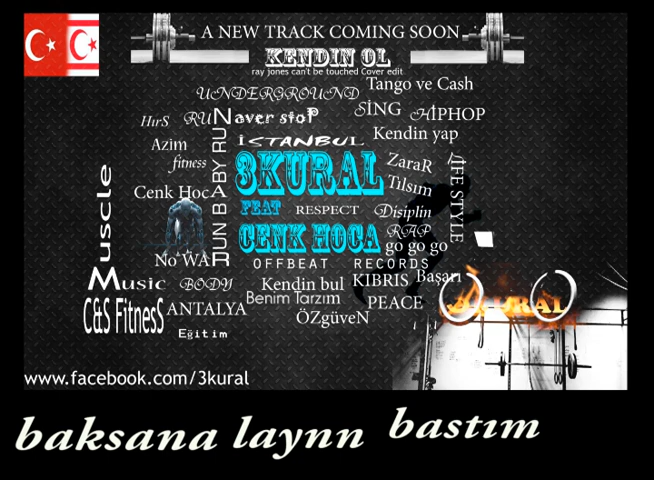 A NEW TRACK COMING SOON
KENDIN OL
ray jones can't be touched Cover edit
Tango ve Cash
UNDERGROUND
SİNG
HİPHOP
HırS
RUN
Naver stoP
Kendin yap
Azim
İSTANBUL
fitness
RUN BABY RUN
3KURAL
ZaraR
LİFE STYLE
Tılsım
Cenk Hoca
FEAT
RESPECT
Disiplin
RAP
CENK HOCA
go go go
Muscle
No WAR
OFFBEAT RECORDS
Music
BODY
Kendin bul
KIBRIS
Başarı
Benim Tarzım
PEACE
3KURAL
C&S FitnesS
ANTALYA
ÖZgüveN
Eğitim
www.facebook.com/3kural
baksana laynn bastım